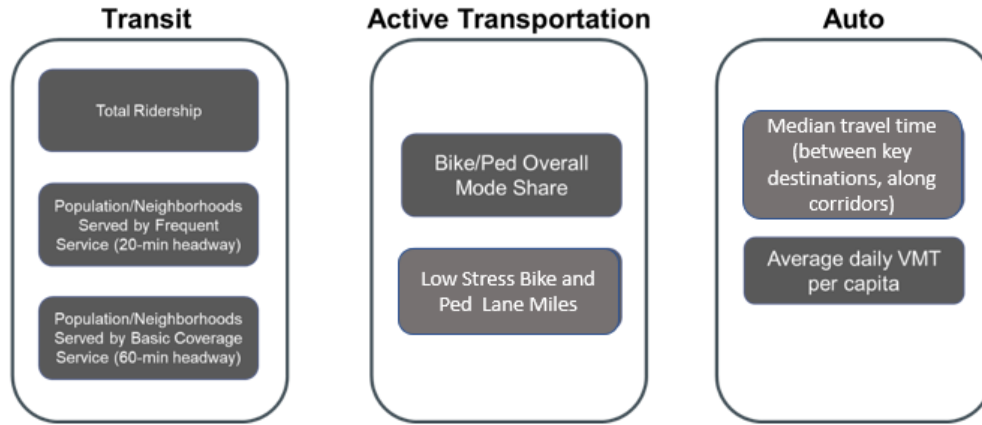 Transit
Total Ridership
Population/Neighborhoods
Served by Frequent
Service (20-min headway)
Population/Neighborhoods
Served by Basic Coverage
Service (60-min headway)
Active Transportation
Bike/Ped Overall
Mode Share
Low Stress Bike and
Ped Lane Miles
Auto
Median travel time
(between key
destinations, along
corridors)
Average daily VMT
per capita